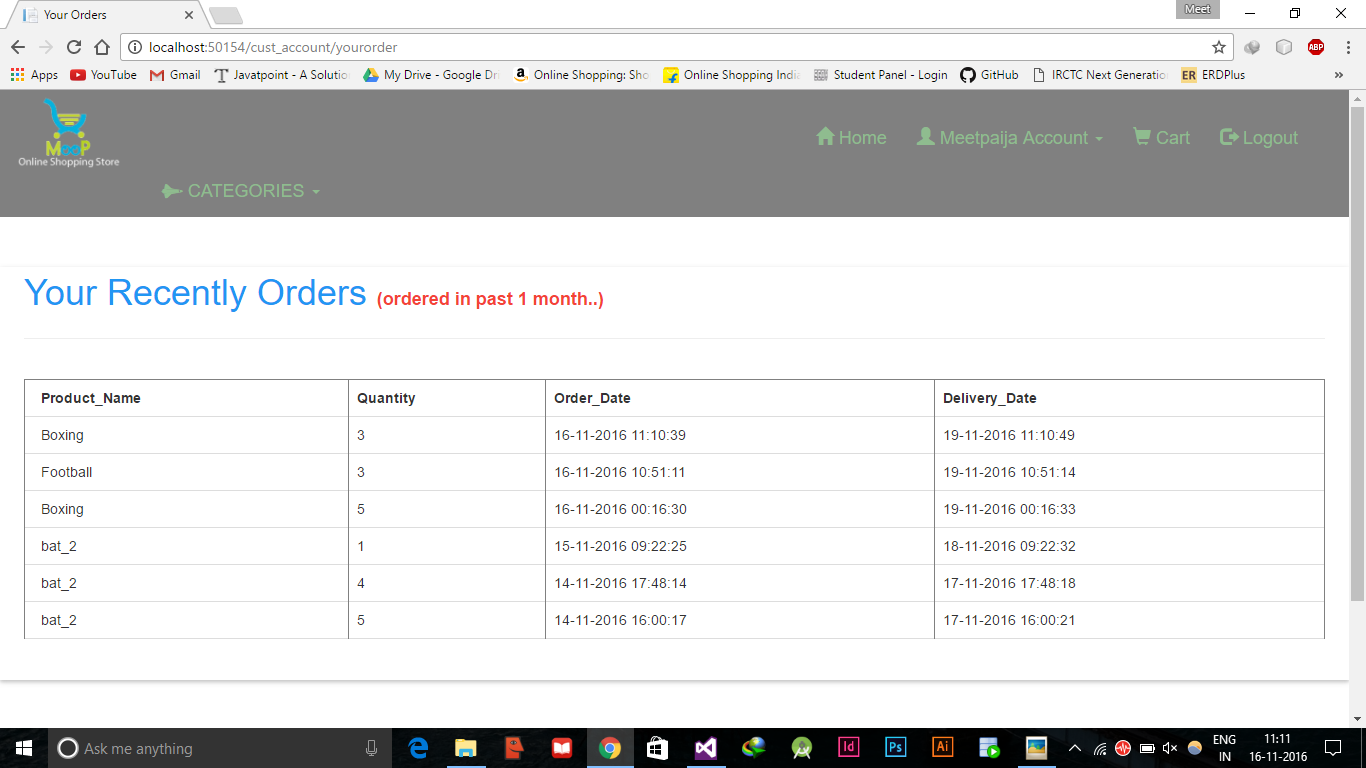 Your Orders
Meet
localhost:50154/cust_account/yourorder
ABP
Apps YouTube Gmail Javatpoint - A Solutio My Drive - Google Dr Online Shopping: Sho Online Shopping India Student Panel - Login GitHub IRCTC Next Generatio ER ERDPlus »
MeeP
Online Shopping Store
Home Meetpaija Account Cart Logout
CATEGORIES
Your Recently Orders (ordered in past 1 month..)
Product_Name Quantity Order_Date Delivery_Date
Boxing 3 16-11-2016 11:10:39 19-11-2016 11:10:49
Football 3 16-11-2016 10:51:11 19-11-2016 10:51:14
Boxing 5 16-11-2016 00:16:30 19-11-2016 00:16:33
bat_2 1 15-11-2016 09:22:25 18-11-2016 09:22:32
bat_2 4 14-11-2016 17:48:14 17-11-2016 17:48:18
bat_2 5 14-11-2016 16:00:17 17-11-2016 16:00:21
Ask me anything
Id Ps Ai
ENG
IN
11:11
16-11-2016